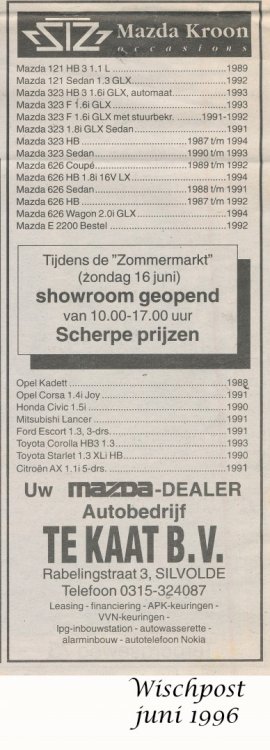 Mazda Kroon
occasions
Mazda 121 HB 3 1.1 L ........ 1989
Mazda 121 Sedan 1.3 GLX ........ 1992
Mazda 323 HB 3 1.6i GLX, automaat ........ 1993
Mazda 323 F 1.6i GLX ........ 1993
Mazda 323 F 1.6i GLX met stuurbekr. ........ 1991-1992
Mazda 323 1.8i GLX Sedan ........ 1991
Mazda 323 HB ........ 1987 t/m 1994
Mazda 323 Sedan ........ 1990 t/m 1993
Mazda 626 Coupé ........ 1989 t/m 1992
Mazda 626 HB 1.8i 16V LX ........ 1994
Mazda 626 Sedan ........ 1988 t/m 1991
Mazda 626 HB ........ 1987 t/m 1992
Mazda 626 Wagon 2.0i GLX ........ 1994
Mazda E 2200 Bestel ........ 1992
Tijdens de "Zommermarkt"
(zondag 16 juni)
showroom geopend
van 10.00-17.00 uur
Scherpe prijzen
Opel Kadett ........ 1988
Opel Corsa 1.4i Joy ........ 1991
Honda Civic 1.5i ........ 1990
Mitsubishi Lancer ........ 1991
Ford Escort 1.3, 3-drs. ........ 1991
Toyota Corolla HB3 1.3 ........ 1993
Toyota Starlet 1.3 XLi HB ........ 1990
Citroën AX 1.1i 5-drs. ........ 1991
Uw mazda-DEALER
Autobedrijf
TE KAAT B.V.
Rabelingstraat 3, SILVOLDE
Telefoon 0315-324087
Leasing - financiering - APK-keuringen -
VVN-keuringen -
lpg-inbouwstation - autowasserette -
alarminbouw - autotelefoon Nokia
Wischpost
juni 1996